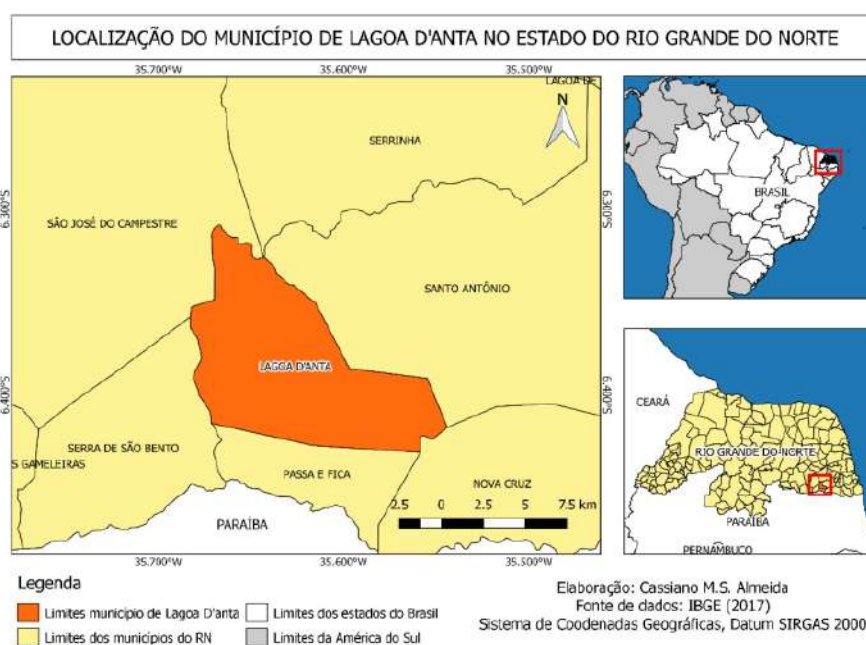 LOCALIZAÇÃO DO MUNICÍPIO DE LAGOA D'ANTA NO ESTADO DO RIO GRANDE DO NORTE
35.700°W 35.600°W 35.500°W
LAGOA DE
N
SERRINHA
6.300°S
SÃO JOSÉ DO CAMPESTRE
6.300°S
SANTO ANTÔNIO
LAGOA D'ANTA
6.400°S
6.400°S
SERRA DE SÃO BENTO
S GAMELEIRAS
PASSA E FICA
NOVA CRUZ
2.5 0 2.5 5 7.5 km
PARAÍBA
35.700°W 35.600°W 35.500°W
BRASIL
CEARÁ
RIO GRANDE DO NORTE
PARAÍBA
PERNÂMBUCO
Legenda
Limites municipio de Lagoa D'anta
Limites dos estados do Brasil
Limites dos municípios do RN
Limites da América do Sul
Elaboração: Cassiano M.S. Almeida
Fonte de dados: IBGE (2017)
Sistema de Coodenadas Geográficas, Datum SIRGAS 2000